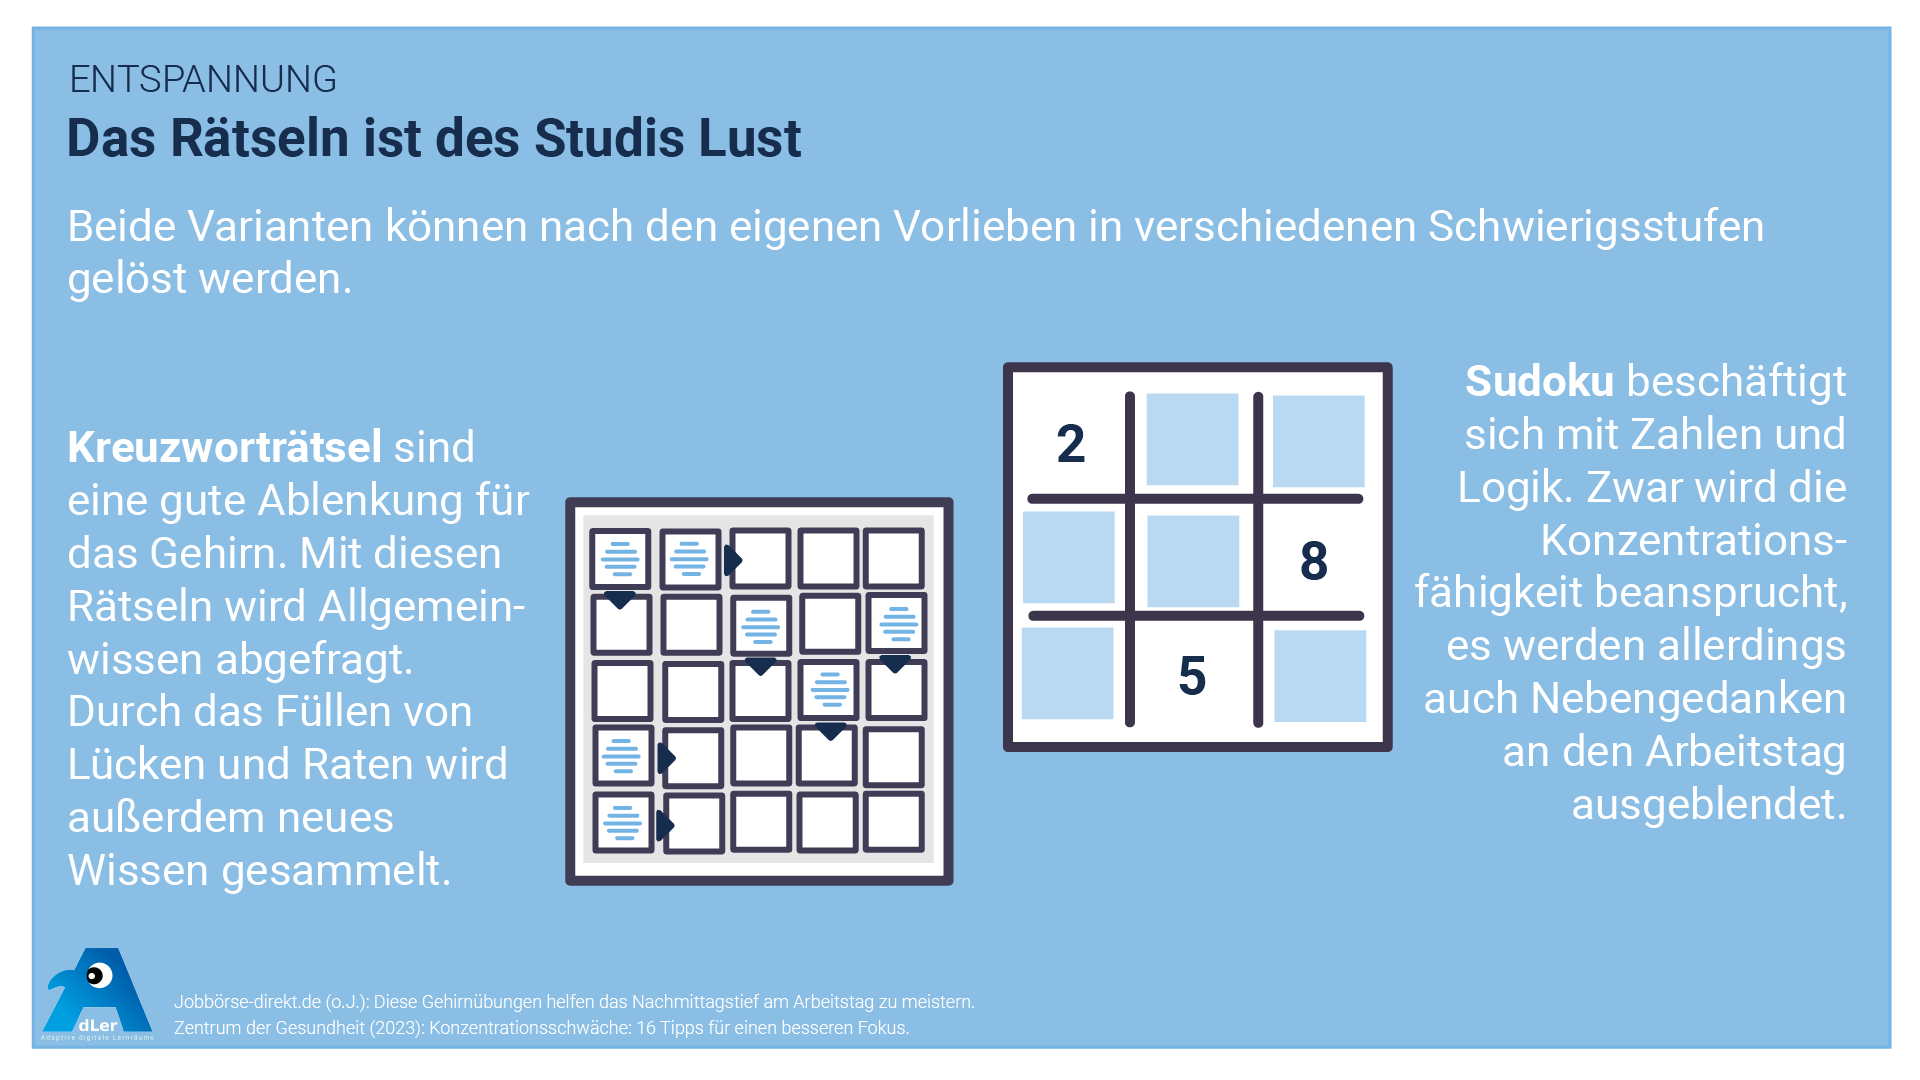 ENTSPANNUNG
Das Rätseln ist des Studis Lust
Beide Varianten können nach den eigenen Vorlieben in verschiedenen Schwierigsstufen
gelöst werden.
Kreuzworträtsel sind
eine gute Ablenkung für
das Gehirn. Mit diesen
Rätseln wird Allgemein-
wissen abgefragt.
Durch das Füllen von
Lücken und Raten wird
außerdem neues
Wissen gesammelt.
2
8
5
Sudoku beschäftigt
sich mit Zahlen und
Logik. Zwar wird die
Konzentrations-
fähigkeit beansprucht,
es werden allerdings
auch Nebengedanken
an den Arbeitstag
ausgeblendet.
dLer
Adaptive digitale Lernräume
Jobbörse-direkt.de (o.J.): Diese Gehirnübungen helfen das Nachmittagstief am Arbeitstag zu meistern.
Zentrum der Gesundheit (2023): Konzentrationsschwäche: 16 Tipps für einen besseren Fokus.